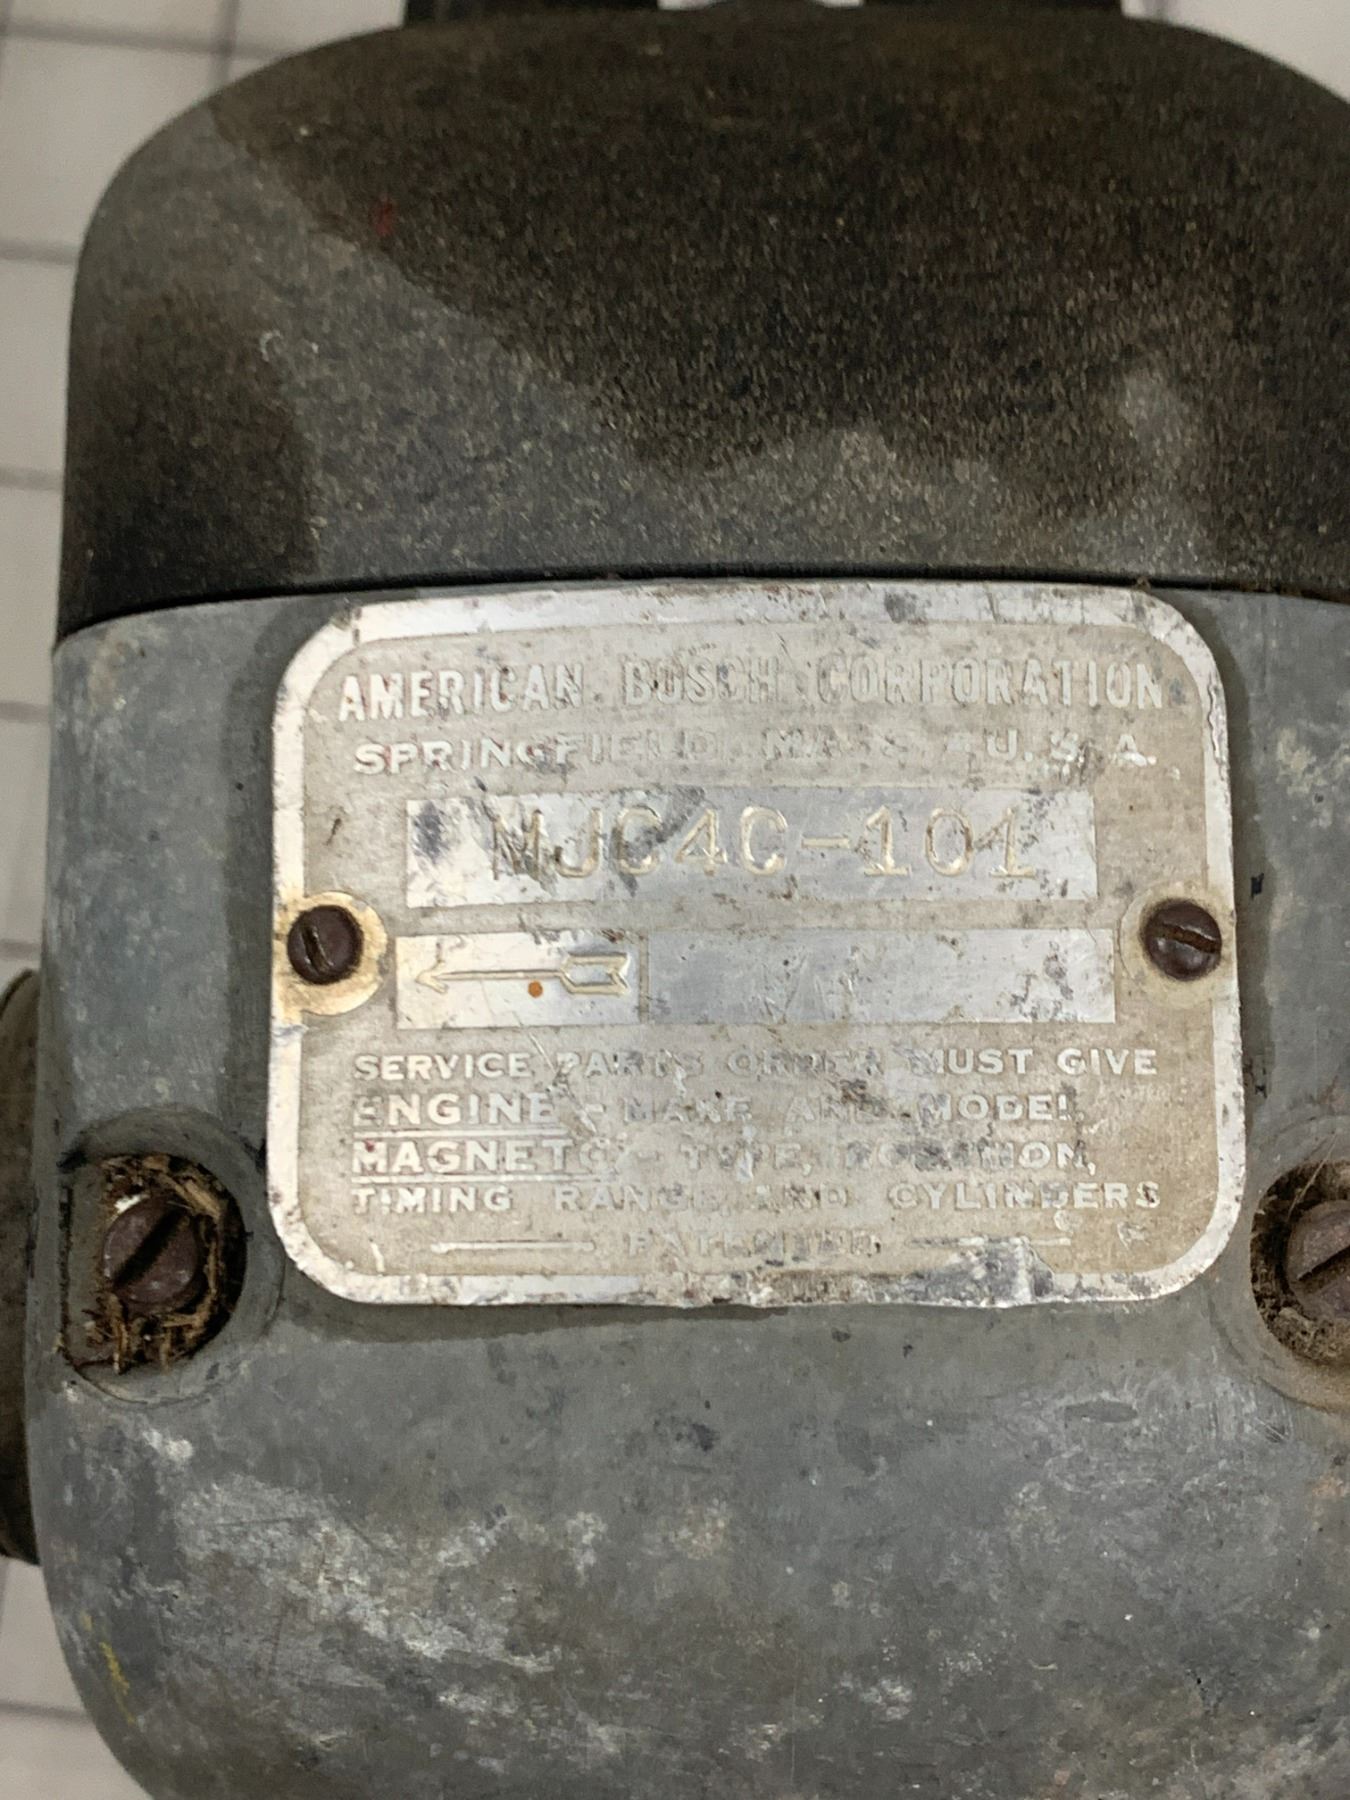 AMERICAN BOSCH CORPORATION
SPRINGFIELD, MASS. U.S.A.
MJC4C-101
SERVICE PARTS ORDER MUST GIVE
ENGINE - MAKE AND MODEL,
MAGNETO - TYPE, ROTATION,
TIMING RANGE AND CYLINDERS
PATENTED